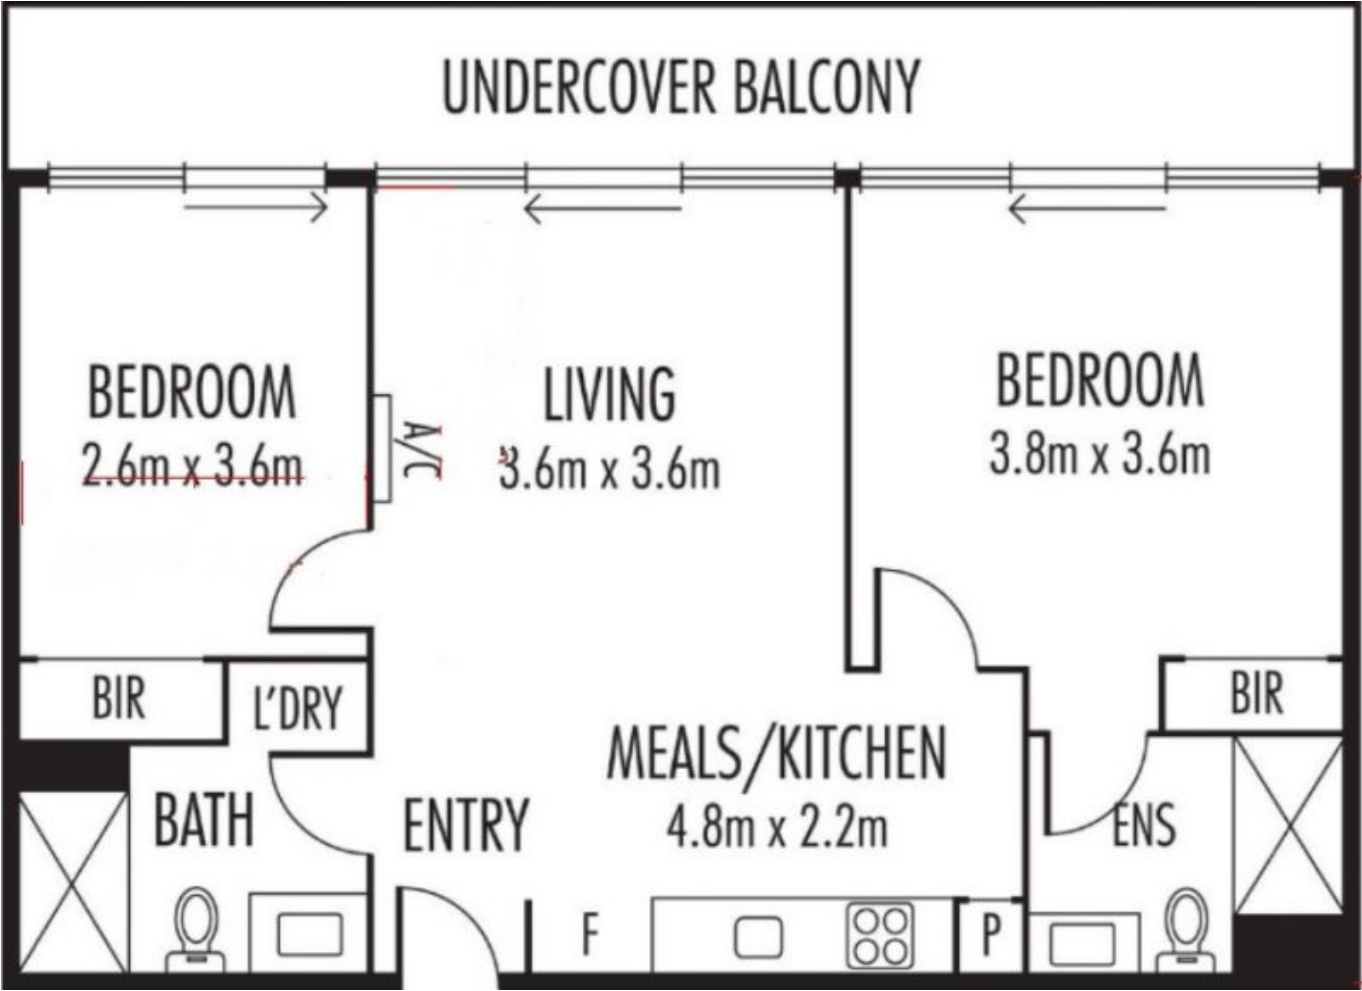 UNDERCOVER BALCONY
BEDROOM
2.6m x 3.6m
A/C
LIVING
3.6m x 3.6m
BEDROOM
3.8m x 3.6m
BIR
L'DRY
BIR
MEALS/KITCHEN
4.8m x 2.2m
BATH
ENTRY
ENS
F
P